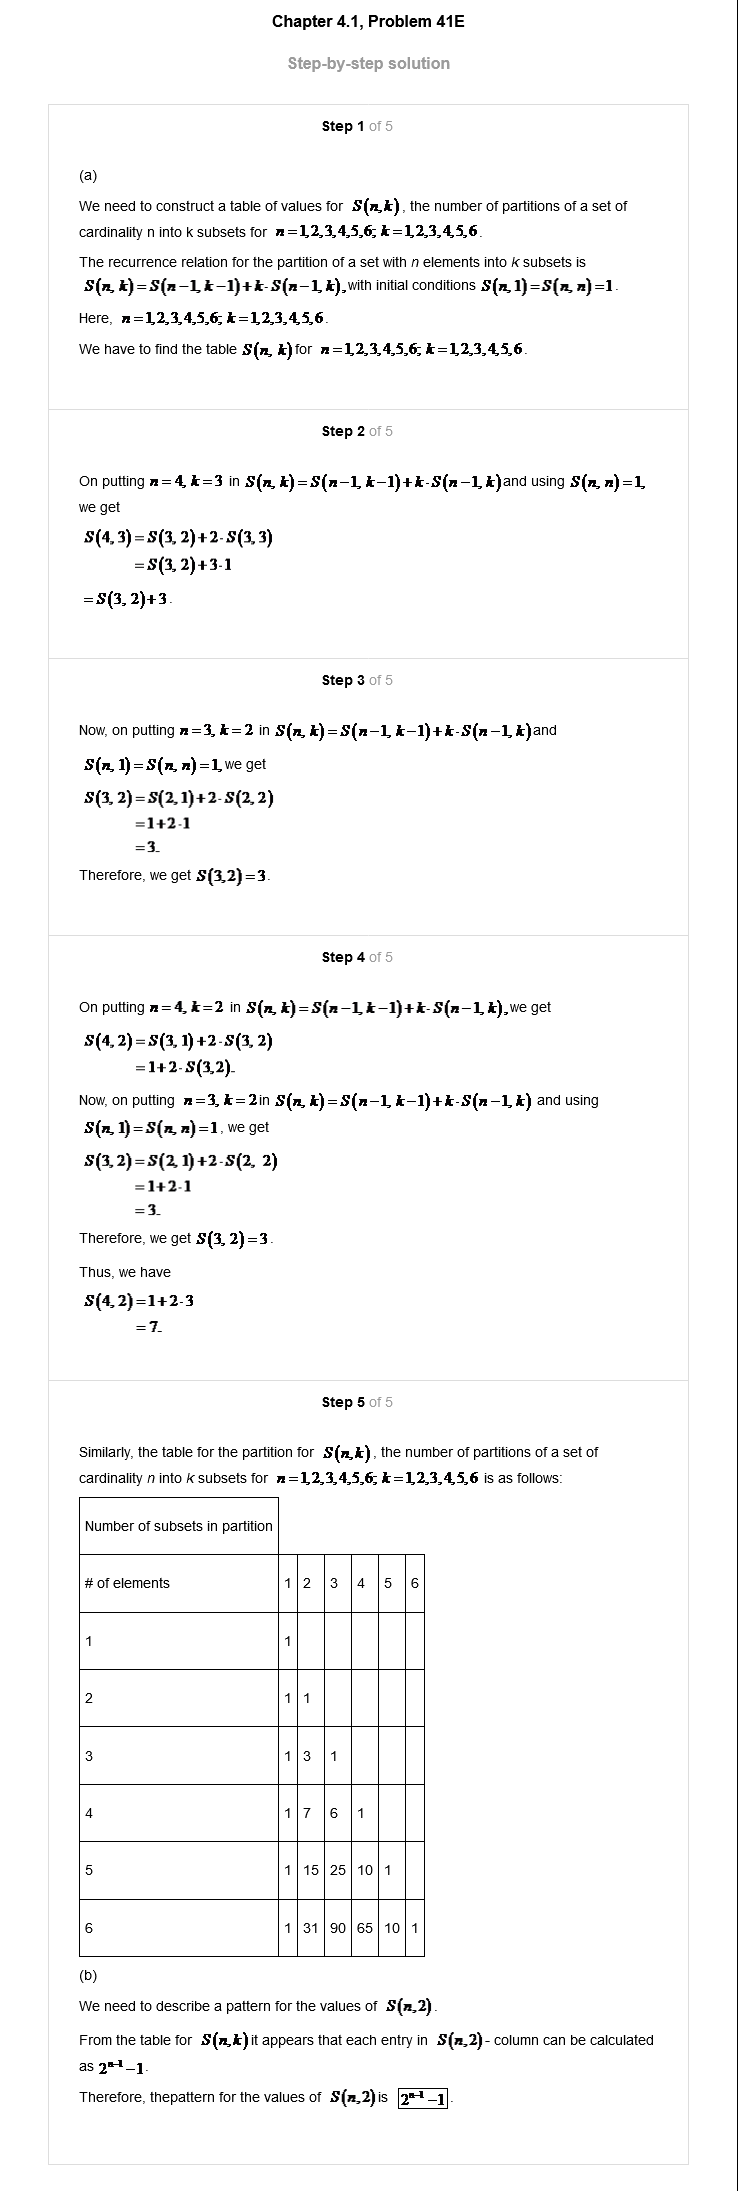 Chapter 4.1, Problem 41E
Step-by-step solution
Step 1 of 5
(a)
We need to construct a table of values for S(n,k), the number of partitions of a set of
cardinality n into k subsets for n=1,2,3,4,5,6; k=1,2,3,4,5,6.
The recurrence relation for the partition of a set with n elements into k subsets is
S(n, k)=S(n−1, k−1)+k·S(n−1, k), with initial conditions S(n, 1)=S(n, n)=1.
Here, n=1,2,3,4,5,6; k=1,2,3,4,5,6.
We have to find the table S(n, k) for n=1,2,3,4,5,6; k=1,2,3,4,5,6.
Step 2 of 5
On putting n=4, k=3 in S(n, k)=S(n−1, k−1)+k·S(n−1, k) and using S(n, n)=1,
we get
S(4, 3)=S(3, 2)+2·S(3, 3)
=S(3, 2)+3·1
=S(3, 2)+3.
Step 3 of 5
Now, on putting n=3, k=2 in S(n, k)=S(n−1, k−1)+k·S(n−1, k) and
S(n, 1)=S(n, n)=1, we get
S(3, 2)=S(2, 1)+2·S(2, 2)
=1+2·1
=3.
Therefore, we get S(3,2)=3.
Step 4 of 5
On putting n=4, k=2 in S(n, k)=S(n−1, k−1)+k·S(n−1, k), we get
S(4, 2)=S(3, 1)+2·S(3, 2)
=1+2·S(3,2).
Now, on putting n=3, k=2 in S(n, k)=S(n−1, k−1)+k·S(n−1, k) and using
S(n, 1)=S(n, n)=1, we get
S(3, 2)=S(2, 1)+2·S(2, 2)
=1+2·1
=3.
Therefore, we get S(3, 2)=3.
Thus, we have
S(4, 2)=1+2·3
=7.
Step 5 of 5
Similarly, the table for the partition for S(n,k), the number of partitions of a set of
cardinality n into k subsets for n=1,2,3,4,5,6; k=1,2,3,4,5,6 is as follows:
Number of subsets in partition
# of elements 1 2 3 4 5 6
1 1
2 1 1
3 1 3 1
4 1 7 6 1
5 1 15 25 10 1
6 1 31 90 65 10 1
(b)
We need to describe a pattern for the values of S(n,2).
From the table for S(n,k) it appears that each entry in S(n,2)- column can be calculated
as 2ⁿ⁻¹−1.
Therefore, thepattern for the values of S(n,2) is 2ⁿ⁻¹−1.